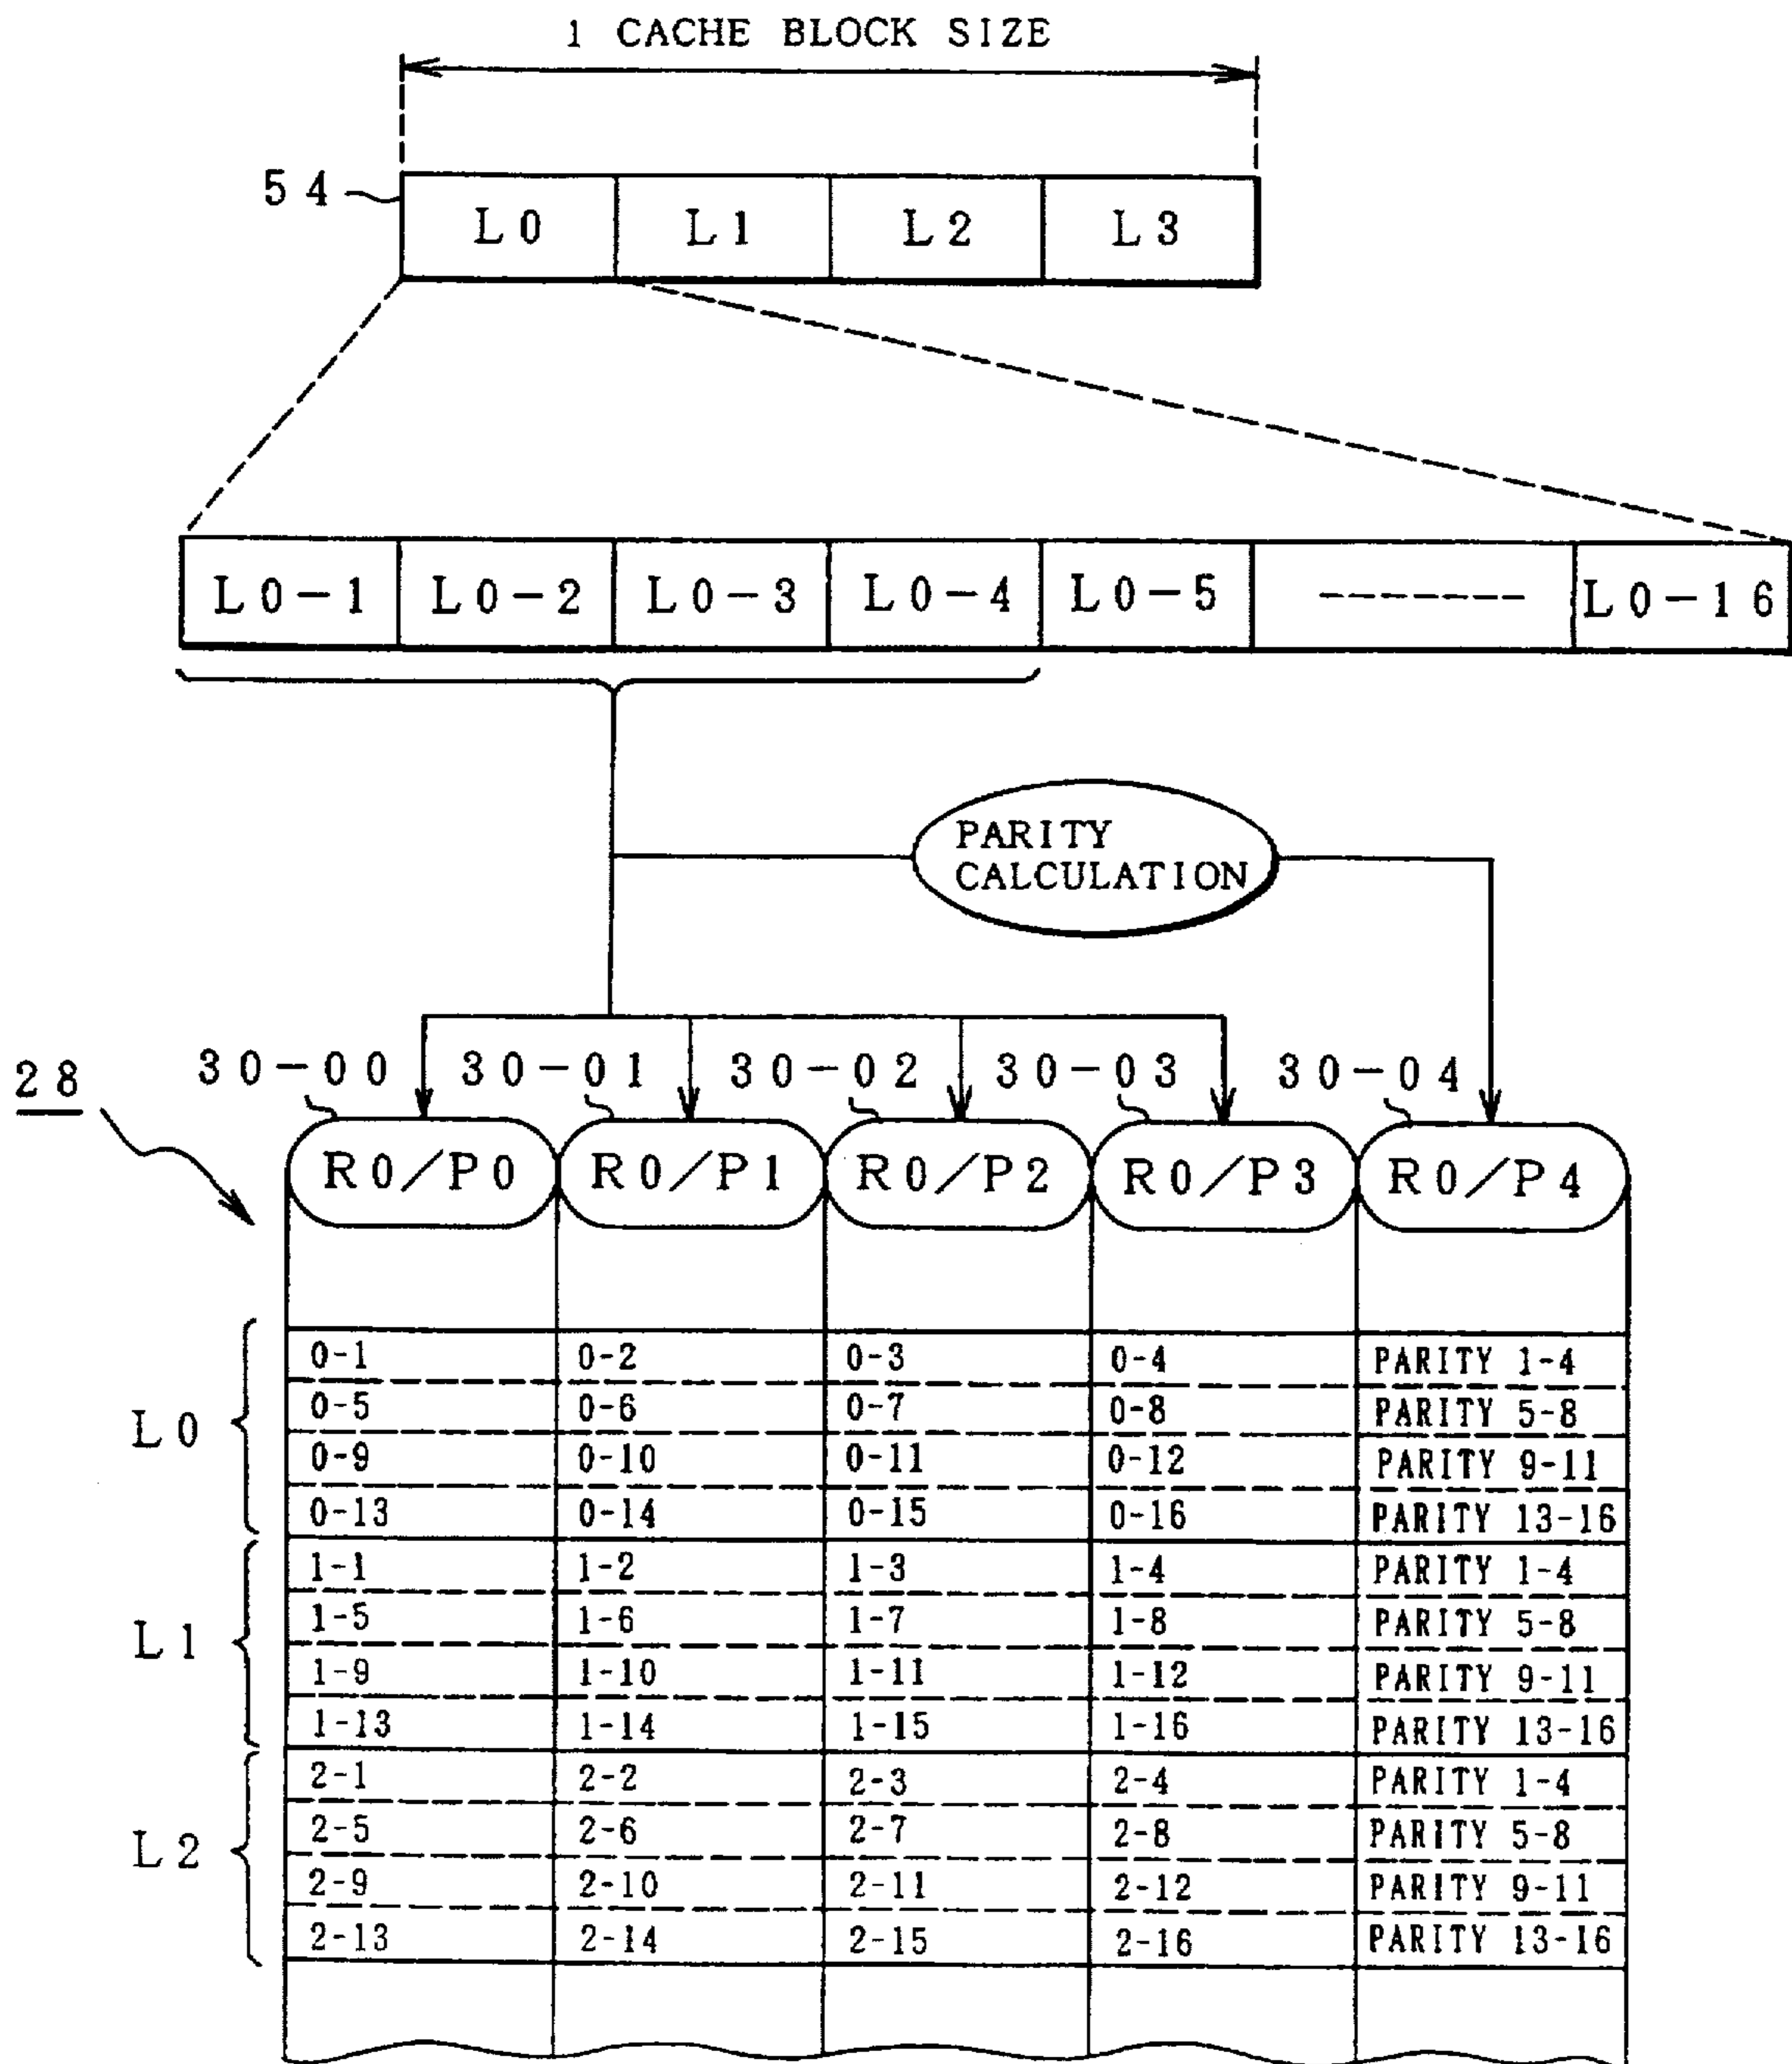 1 CACHE BLOCK SIZE
54
L0 L1 L2 L3
L0-1 L0-2 L0-3 L0-4 L0-5 ------- L0-16
PARITY
CALCULATION
28
30-00 30-01 30-02 30-03 30-04
R0/P0 R0/P1 R0/P2 R0/P3 R0/P4
L0
0-1 0-2 0-3 0-4 PARITY 1-4
0-5 0-6 0-7 0-8 PARITY 5-8
0-9 0-10 0-11 0-12 PARITY 9-11
0-13 0-14 0-15 0-16 PARITY 13-16
L1
1-1 1-2 1-3 1-4 PARITY 1-4
1-5 1-6 1-7 1-8 PARITY 5-8
1-9 1-10 1-11 1-12 PARITY 9-11
1-13 1-14 1-15 1-16 PARITY 13-16
L2
2-1 2-2 2-3 2-4 PARITY 1-4
2-5 2-6 2-7 2-8 PARITY 5-8
2-9 2-10 2-11 2-12 PARITY 9-11
2-13 2-14 2-15 2-16 PARITY 13-16